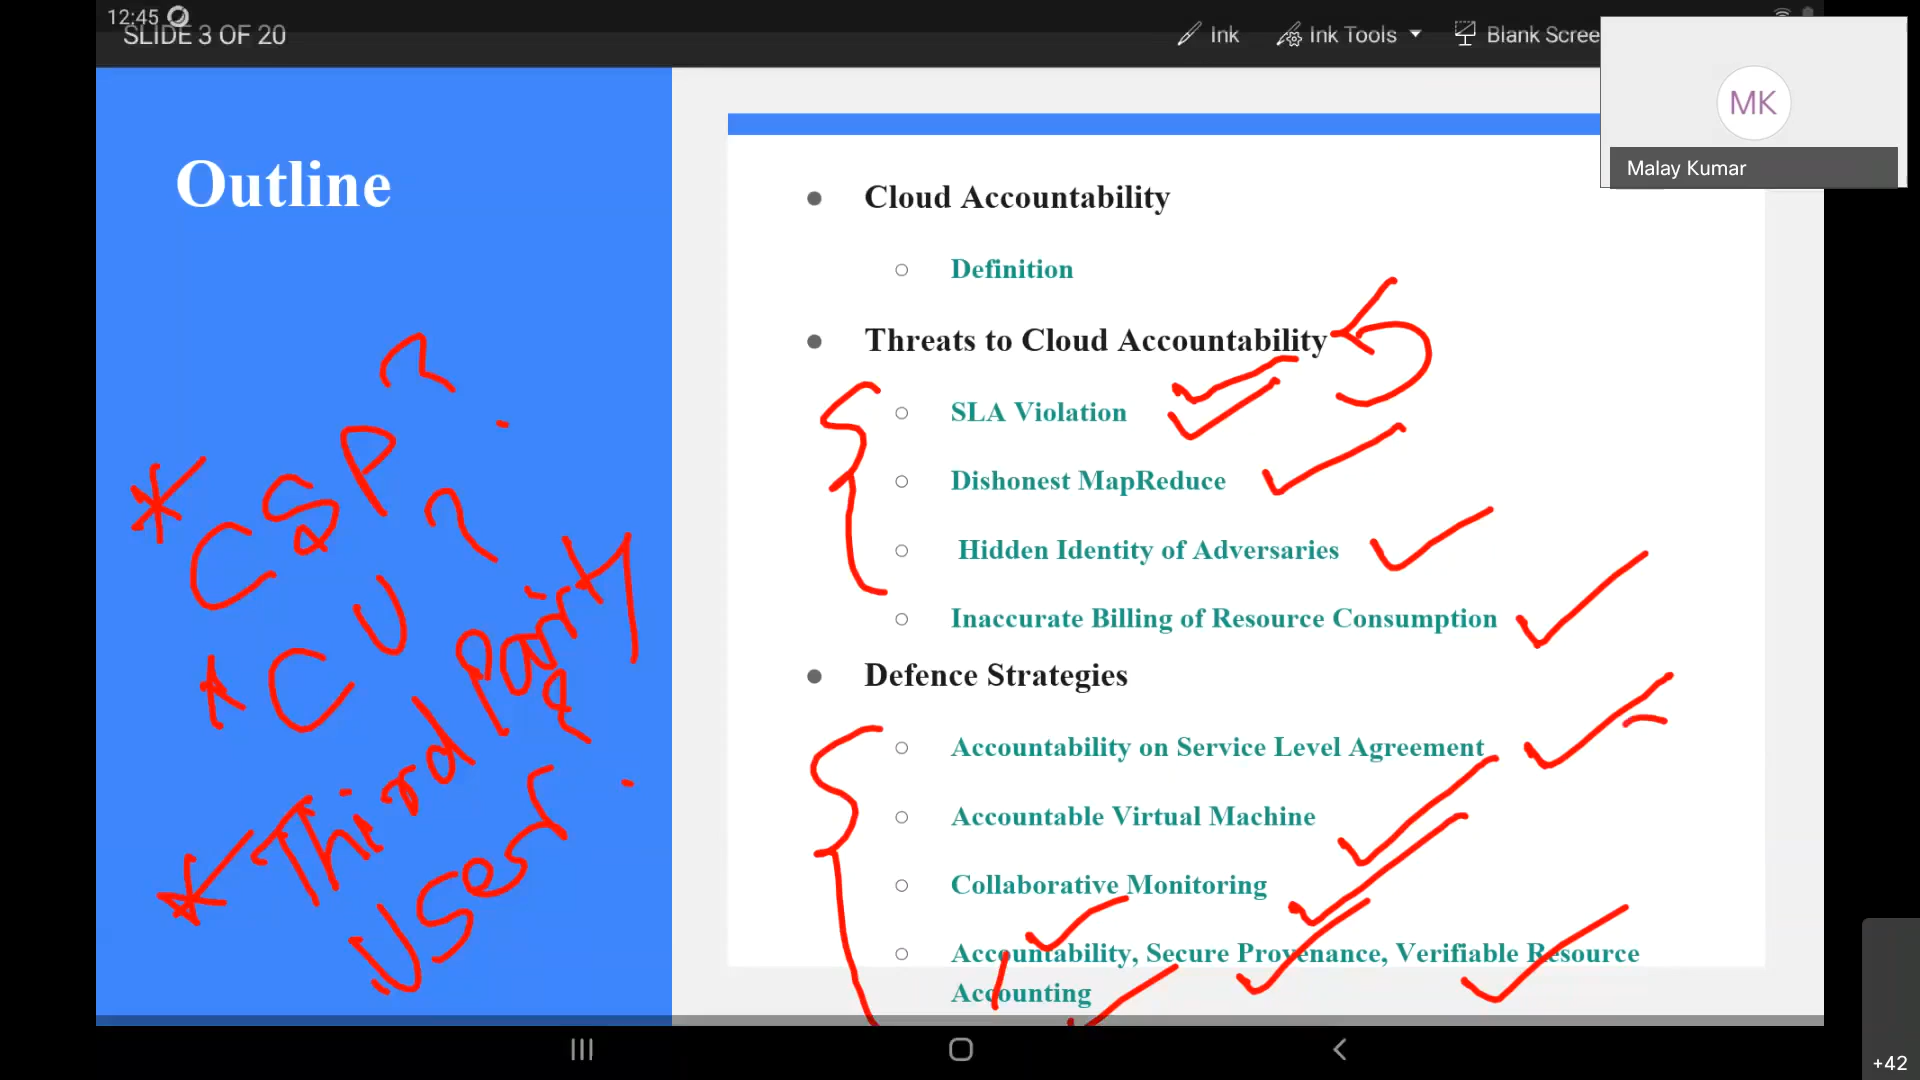 12:45
SLIDE 3 OF 20
Ink
Ink Tools
Blank Scree
MK
Malay Kumar
Outline
* CSP?
* CU?
* Third Party
User?
Cloud Accountability
Definition
Threats to Cloud Accountability
SLA Violation
Dishonest MapReduce
Hidden Identity of Adversaries
Inaccurate Billing of Resource Consumption
Defence Strategies
Accountability on Service Level Agreement
Accountable Virtual Machine
Collaborative Monitoring
Accountability, Secure Provenance, Verifiable Resource
Accounting
+42